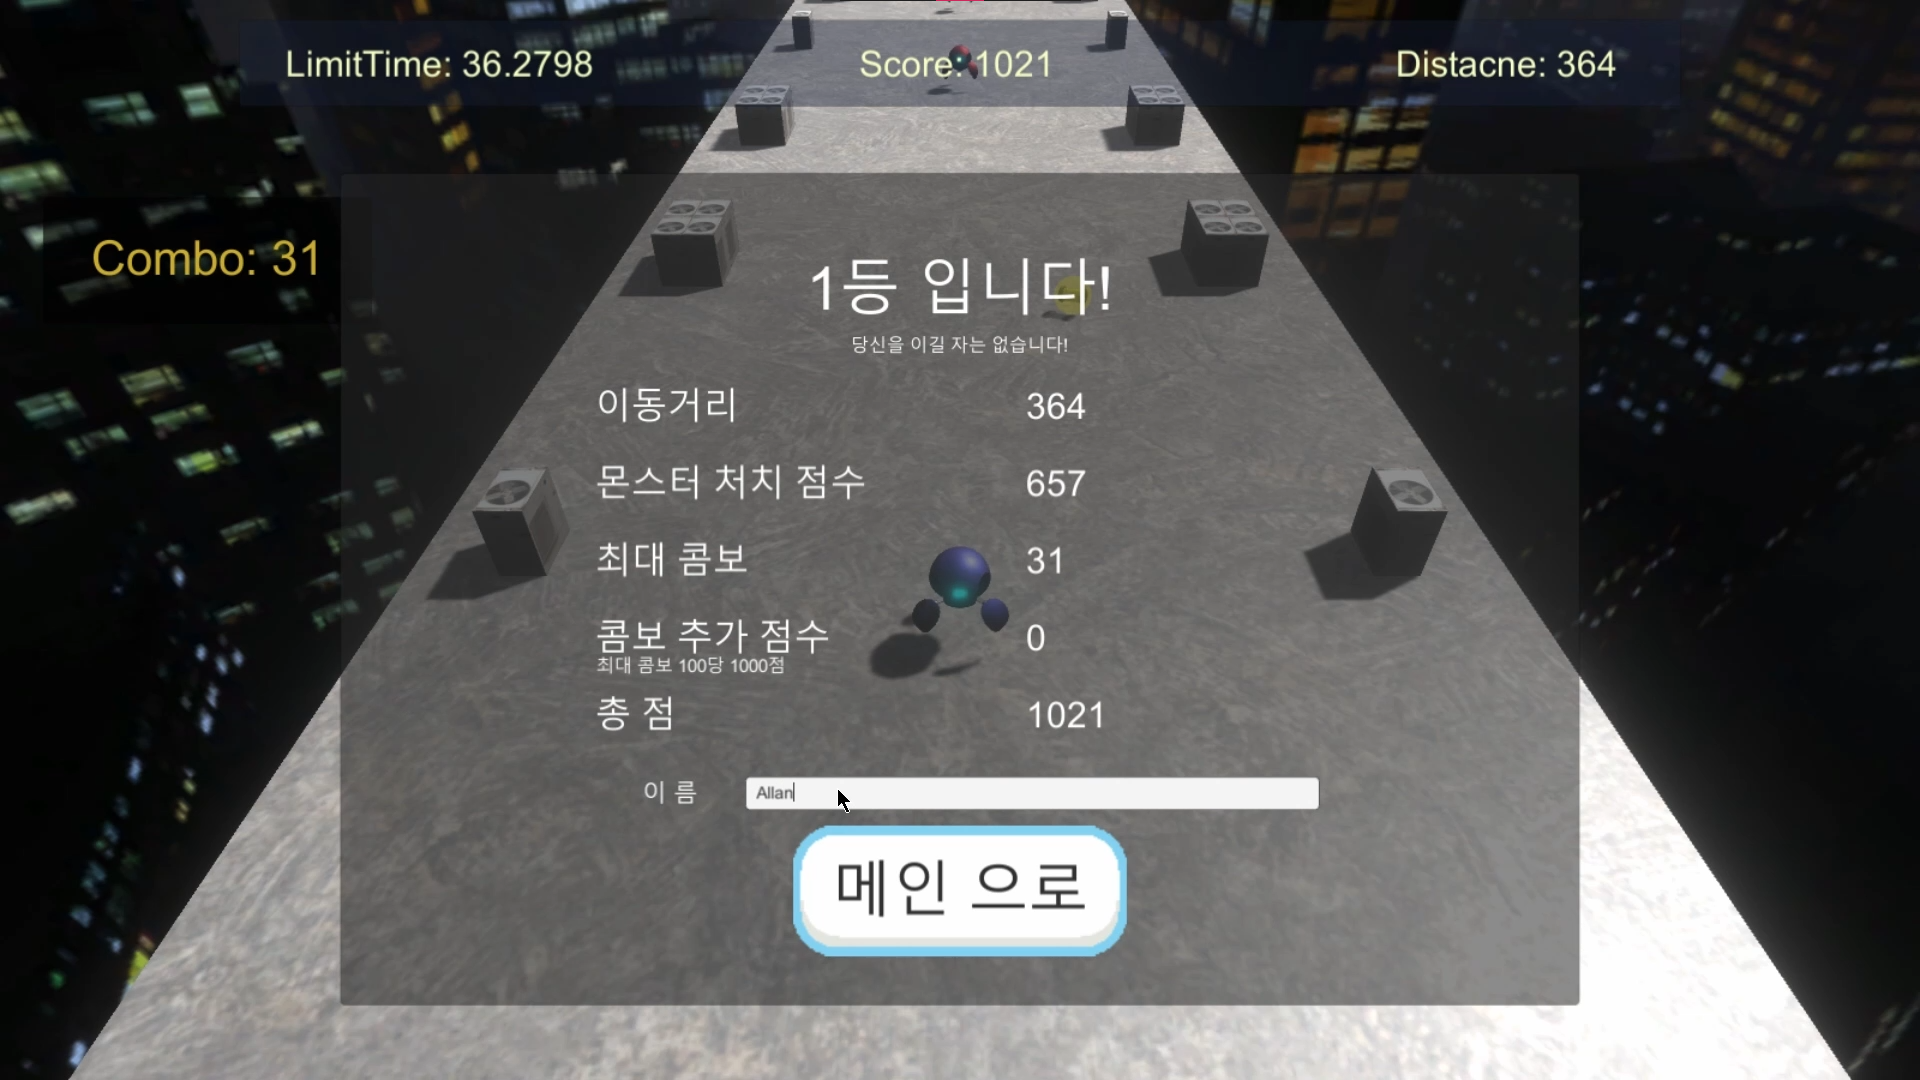 LimitTime: 36.2798
Score: 1021
Distacne: 364
Combo: 31
1등 입니다!
당신을 이길 자는 없습니다!
이동거리 364
몬스터 처치 점수 657
최대 콤보 31
콤보 추가 점수 0
최대 콤보 100당 1000점
총 점 1021
이 름 Allan
메인 으로